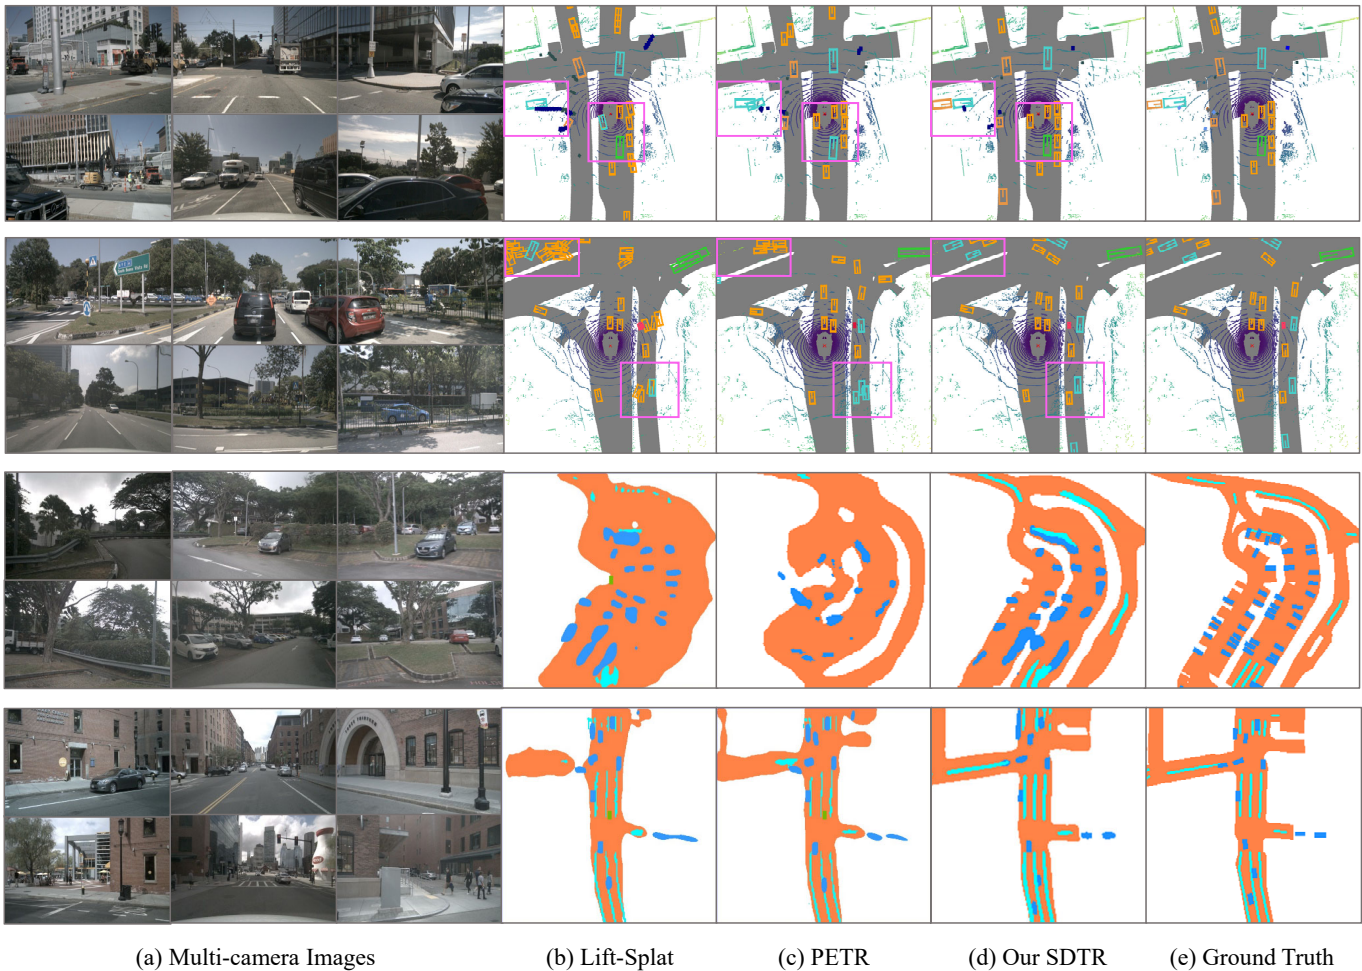 (a) Multi-camera Images
(b) Lift-Splat
(c) PETR
(d) Our SDTR
(e) Ground Truth